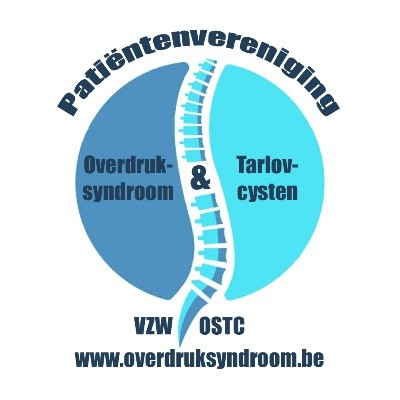 Patiëntenvereniging
Overdruk-
syndroom
&
Tarlov-
cysten
VZW OSTC
www.overdruksyndroom.be